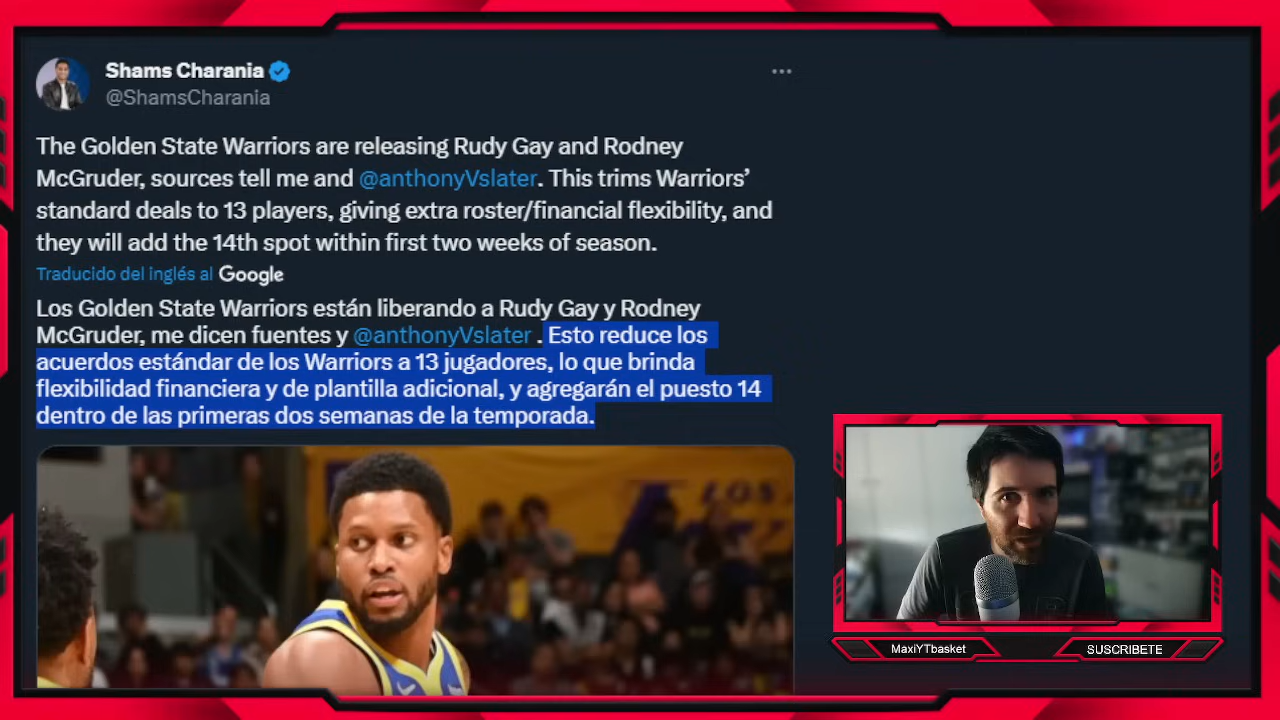 Shams Charania
@ShamsCharania
The Golden State Warriors are releasing Rudy Gay and Rodney
McGruder, sources tell me and @anthonyVslater. This trims Warriors’
standard deals to 13 players, giving extra roster/financial flexibility, and
they will add the 14th spot within first two weeks of season.
Traducido del inglés al Google
Los Golden State Warriors están liberando a Rudy Gay y Rodney
McGruder, me dicen fuentes y @anthonyVslater . Esto reduce los
acuerdos estándar de los Warriors a 13 jugadores, lo que brinda
flexibilidad financiera y de plantilla adicional, y agregarán el puesto 14
dentro de las primeras dos semanas de la temporada.
LOS
MaxiYTbasket
SUSCRIBETE